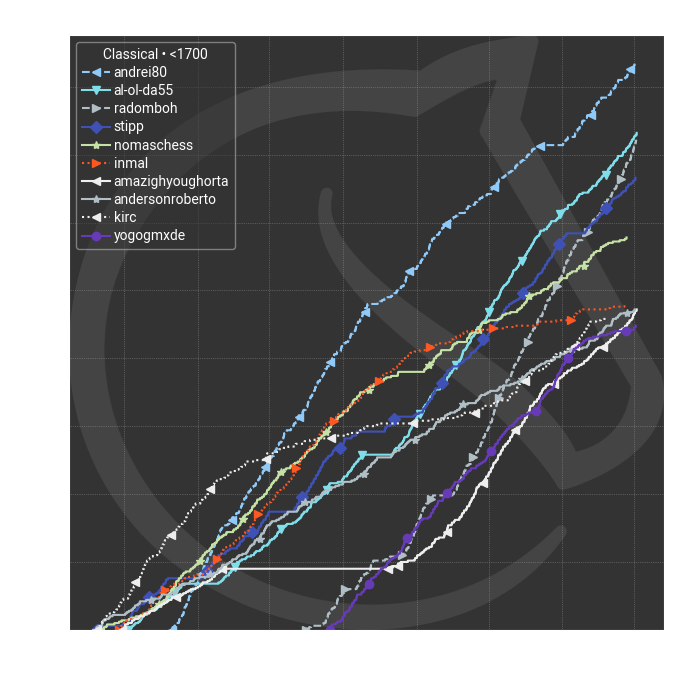 Classical • <1700
andrei80
al-ol-da55
radomboh
stipp
nomaschess
inmal
amazighyoughorta
andersonroberto
kirc
yogogmxde